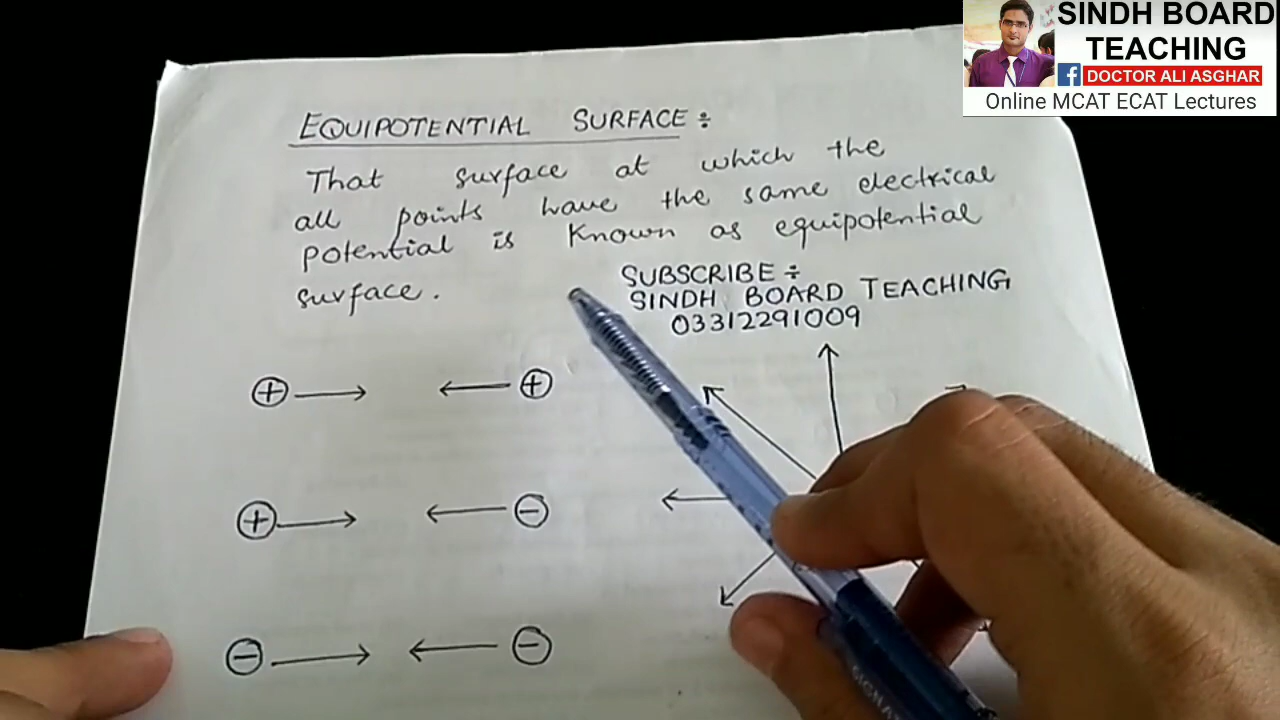 SINDH BOARD
TEACHING
f DOCTOR ALI ASGHAR
Online MCAT ECAT Lectures
EQUIPOTENTIAL SURFACE ÷
That surface at which the
all points have the same electrical
potential is known as equipotential
surface.
SUBSCRIBE ÷
SINDH BOARD TEACHING
03312291009
+ +
+ -
- -